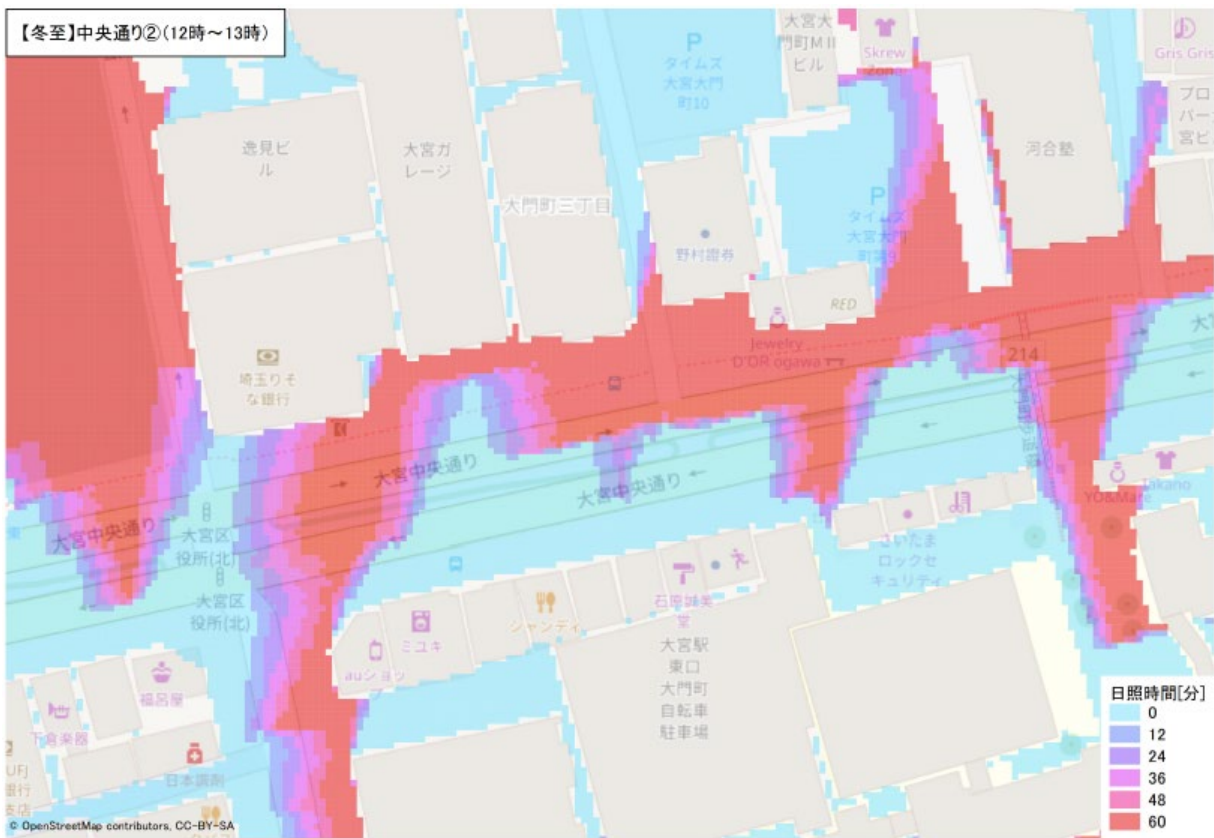 【冬至】中央通り②(12時～13時)
大宮大
門町MⅡ
ビル
P
タイムズ
大宮大門
町10
Skrew
Zone
Gris Gris
プロ
パー
宮ビ
逸見ビ
ル
大宮ガ
レージ
大門町三丁目
野村證券
P
タイムズ
大宮大門
町第9
河合塾
RED
Jewelry
D'OR ogawa
214
埼玉りそ
な銀行
大宮中央通り
大宮中央通り
大宮中央通り
大宮区
役所(北)
大宮区
役所(北)
YO&Mare
Takano
さいたま
ロックセ
キュリティ
石原誠美
堂
シャンティ
ミユキ
auショッ
プ
大宮駅
東口
大門町
自転車
駐車場
福呂屋
下倉楽器
日本調剤
UFJ
銀行
支店
日照時間[分]
0
12
24
36
48
60
© OpenStreetMap contributors, CC-BY-SA